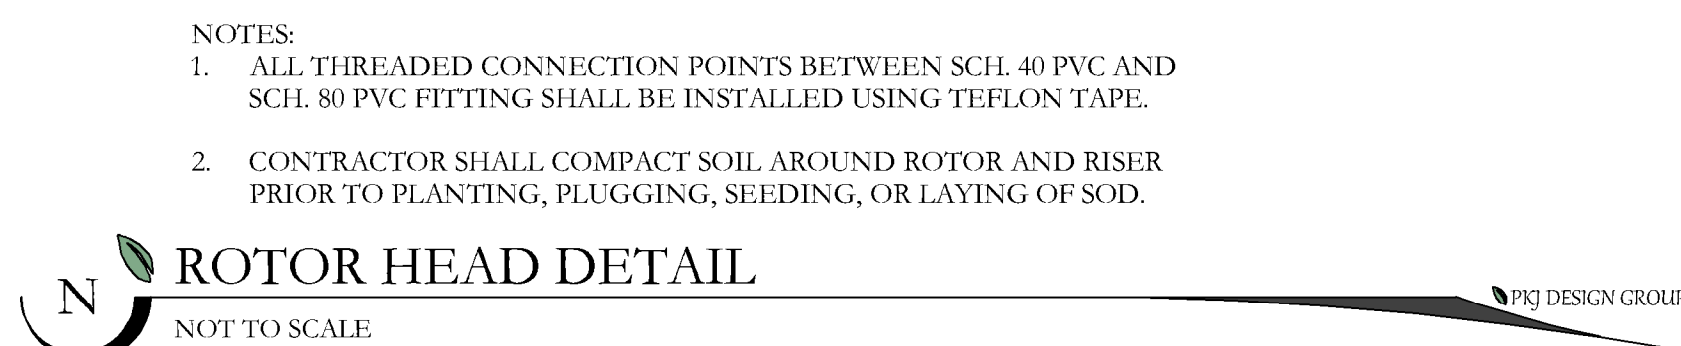 NOTES:
1. ALL THREADED CONNECTION POINTS BETWEEN SCH. 40 PVC AND
SCH. 80 PVC FITTING SHALL BE INSTALLED USING TEFLON TAPE.
2. CONTRACTOR SHALL COMPACT SOIL AROUND ROTOR AND RISER
PRIOR TO PLANTING, PLUGGING, SEEDING, OR LAYING OF SOD.
N
ROTOR HEAD DETAIL
PKJ DESIGN GROUP
NOT TO SCALE